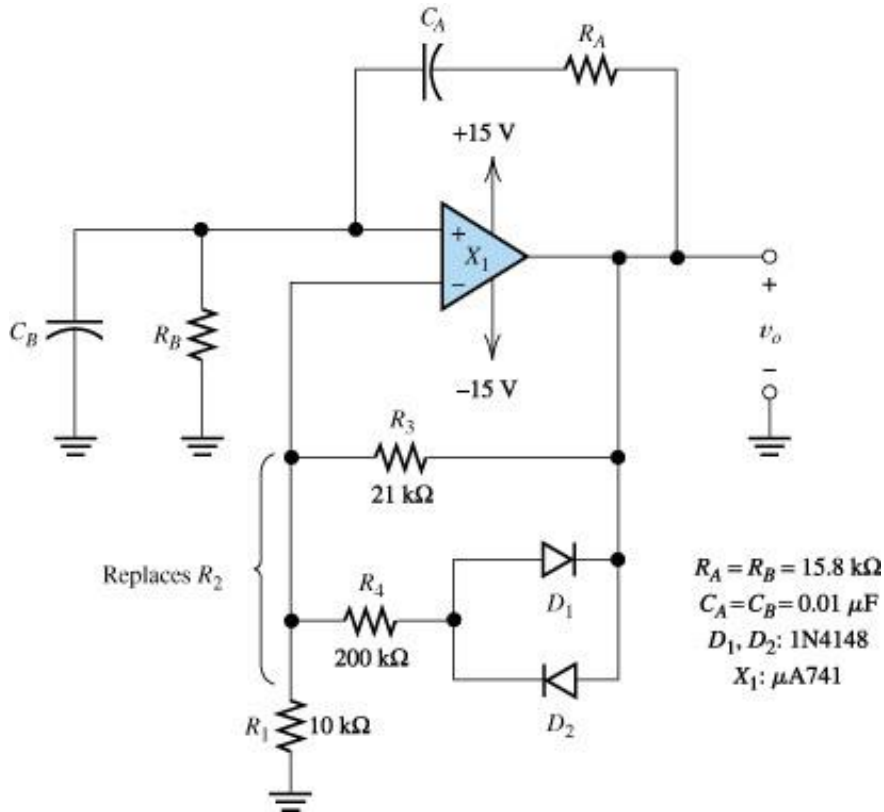 C_A
R_A
+15 V
+
X_1
−
−15 V
C_B
R_B
+
v_o
−
R_3
21 kΩ
Replaces R_2
R_4
200 kΩ
D_1
D_2
R_1
10 kΩ
R_A = R_B = 15.8 kΩ
C_A = C_B = 0.01 μF
D_1, D_2: 1N4148
X_1: μA741